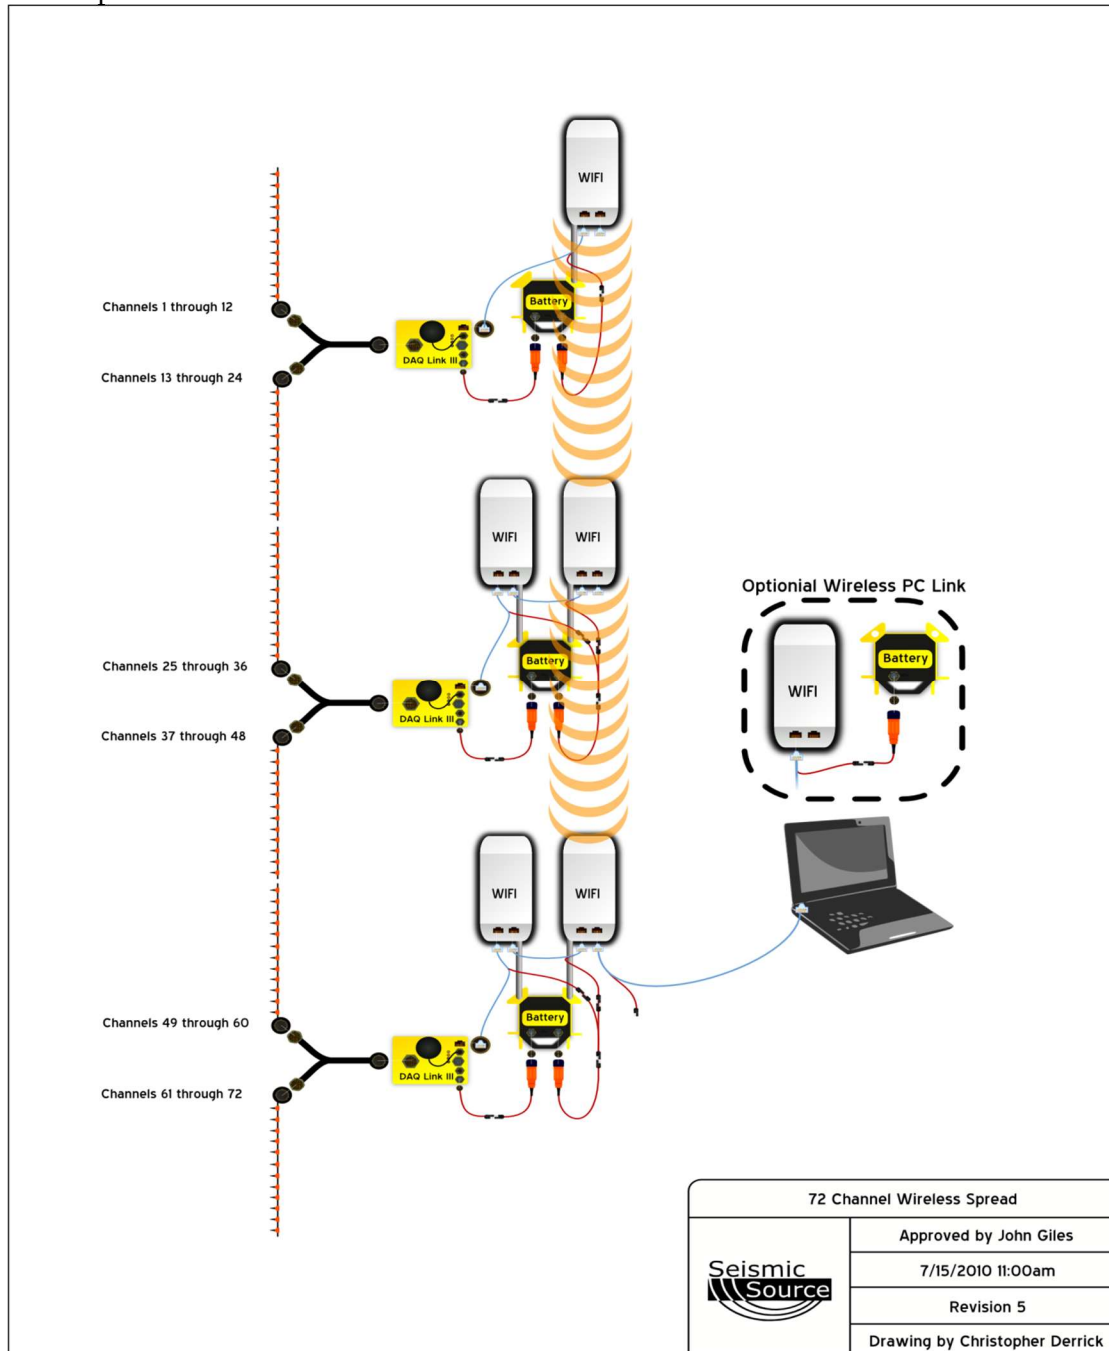 WIFI
Channels 1 through 12
Battery
DAQ Link III
Channels 13 through 24
WIFI
WIFI
Optinonial Wireless PC Link
Channels 25 through 36
Battery
Battery
WIFI
DAQ Link III
Channels 37 through 48
WIFI
WIFI
Channels 49 through 60
Battery
DAQ Link III
Channels 61 through 72
72 Channel Wireless Spread
Seismic
Source
Approved by John Giles
7/15/2010 11:00am
Revision 5
Drawing by Christopher Derrick